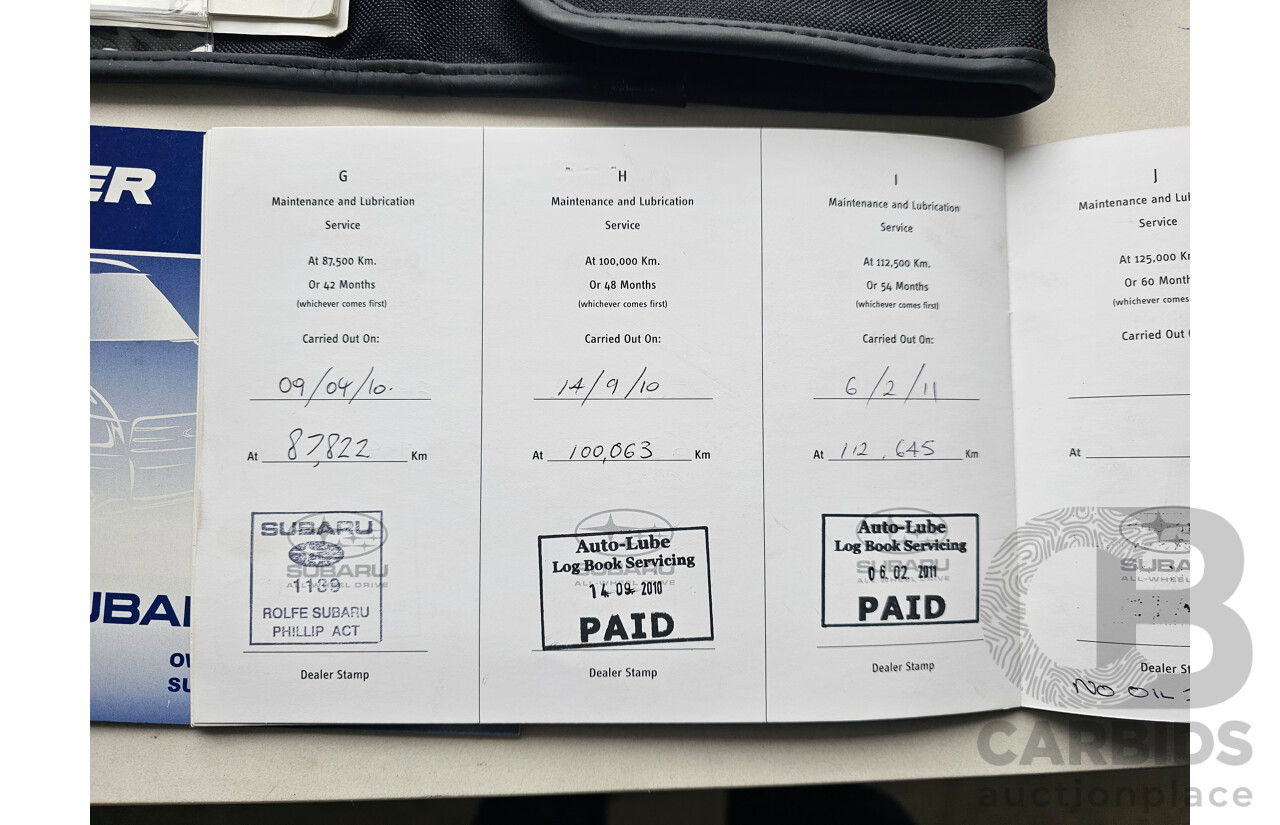 ER
UBA
G
Maintenance and Lubrication
Service
At 87,500 Km.
Or 42 Months
(whichever comes first)
Carried Out On:
09/04/10.
At 87,822 Km
SUBARU
SUBARU
1139
ALL-WHEEL DRIVE
ROLFE SUBARU
PHILLIP ACT
Dealer Stamp
H
Maintenance and Lubrication
Service
At 100,000 Km.
Or 48 Months
(whichever comes first)
Carried Out On:
14/9/10
At 100,063 Km
Auto-Lube
Log Book Servicing
ALL-WHEEL DRIVE
14 09 2010
PAID
Dealer Stamp
I
Maintenance and Lubrication
Service
At 112,500 Km.
Or 54 Months
(whichever comes first)
Carried Out On:
6/2/11
At 112,645 Km
Auto-Lube
Log Book Servicing
06 02 2011
PAID
Dealer Stamp
J
Maintenance and Lu
Service
At 125,000 K
Or 60 Month
(whichever comes
Carried Out
At
SUBARU
ALL-WHEEL
Dealer St
NO OIL
CB
CARBIDS
auctionplace